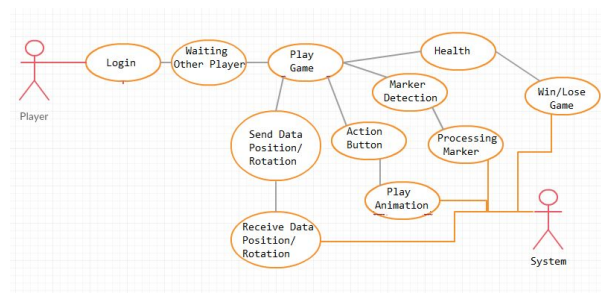 Player
Login
Waiting
Other Player
Play
Game
Health
Marker
Detection
Win/Lose
Game
Send Data
Position/
Rotation
Action
Button
Processing
Marker
Play
Animation
Receive Data
Position/
Rotation
System